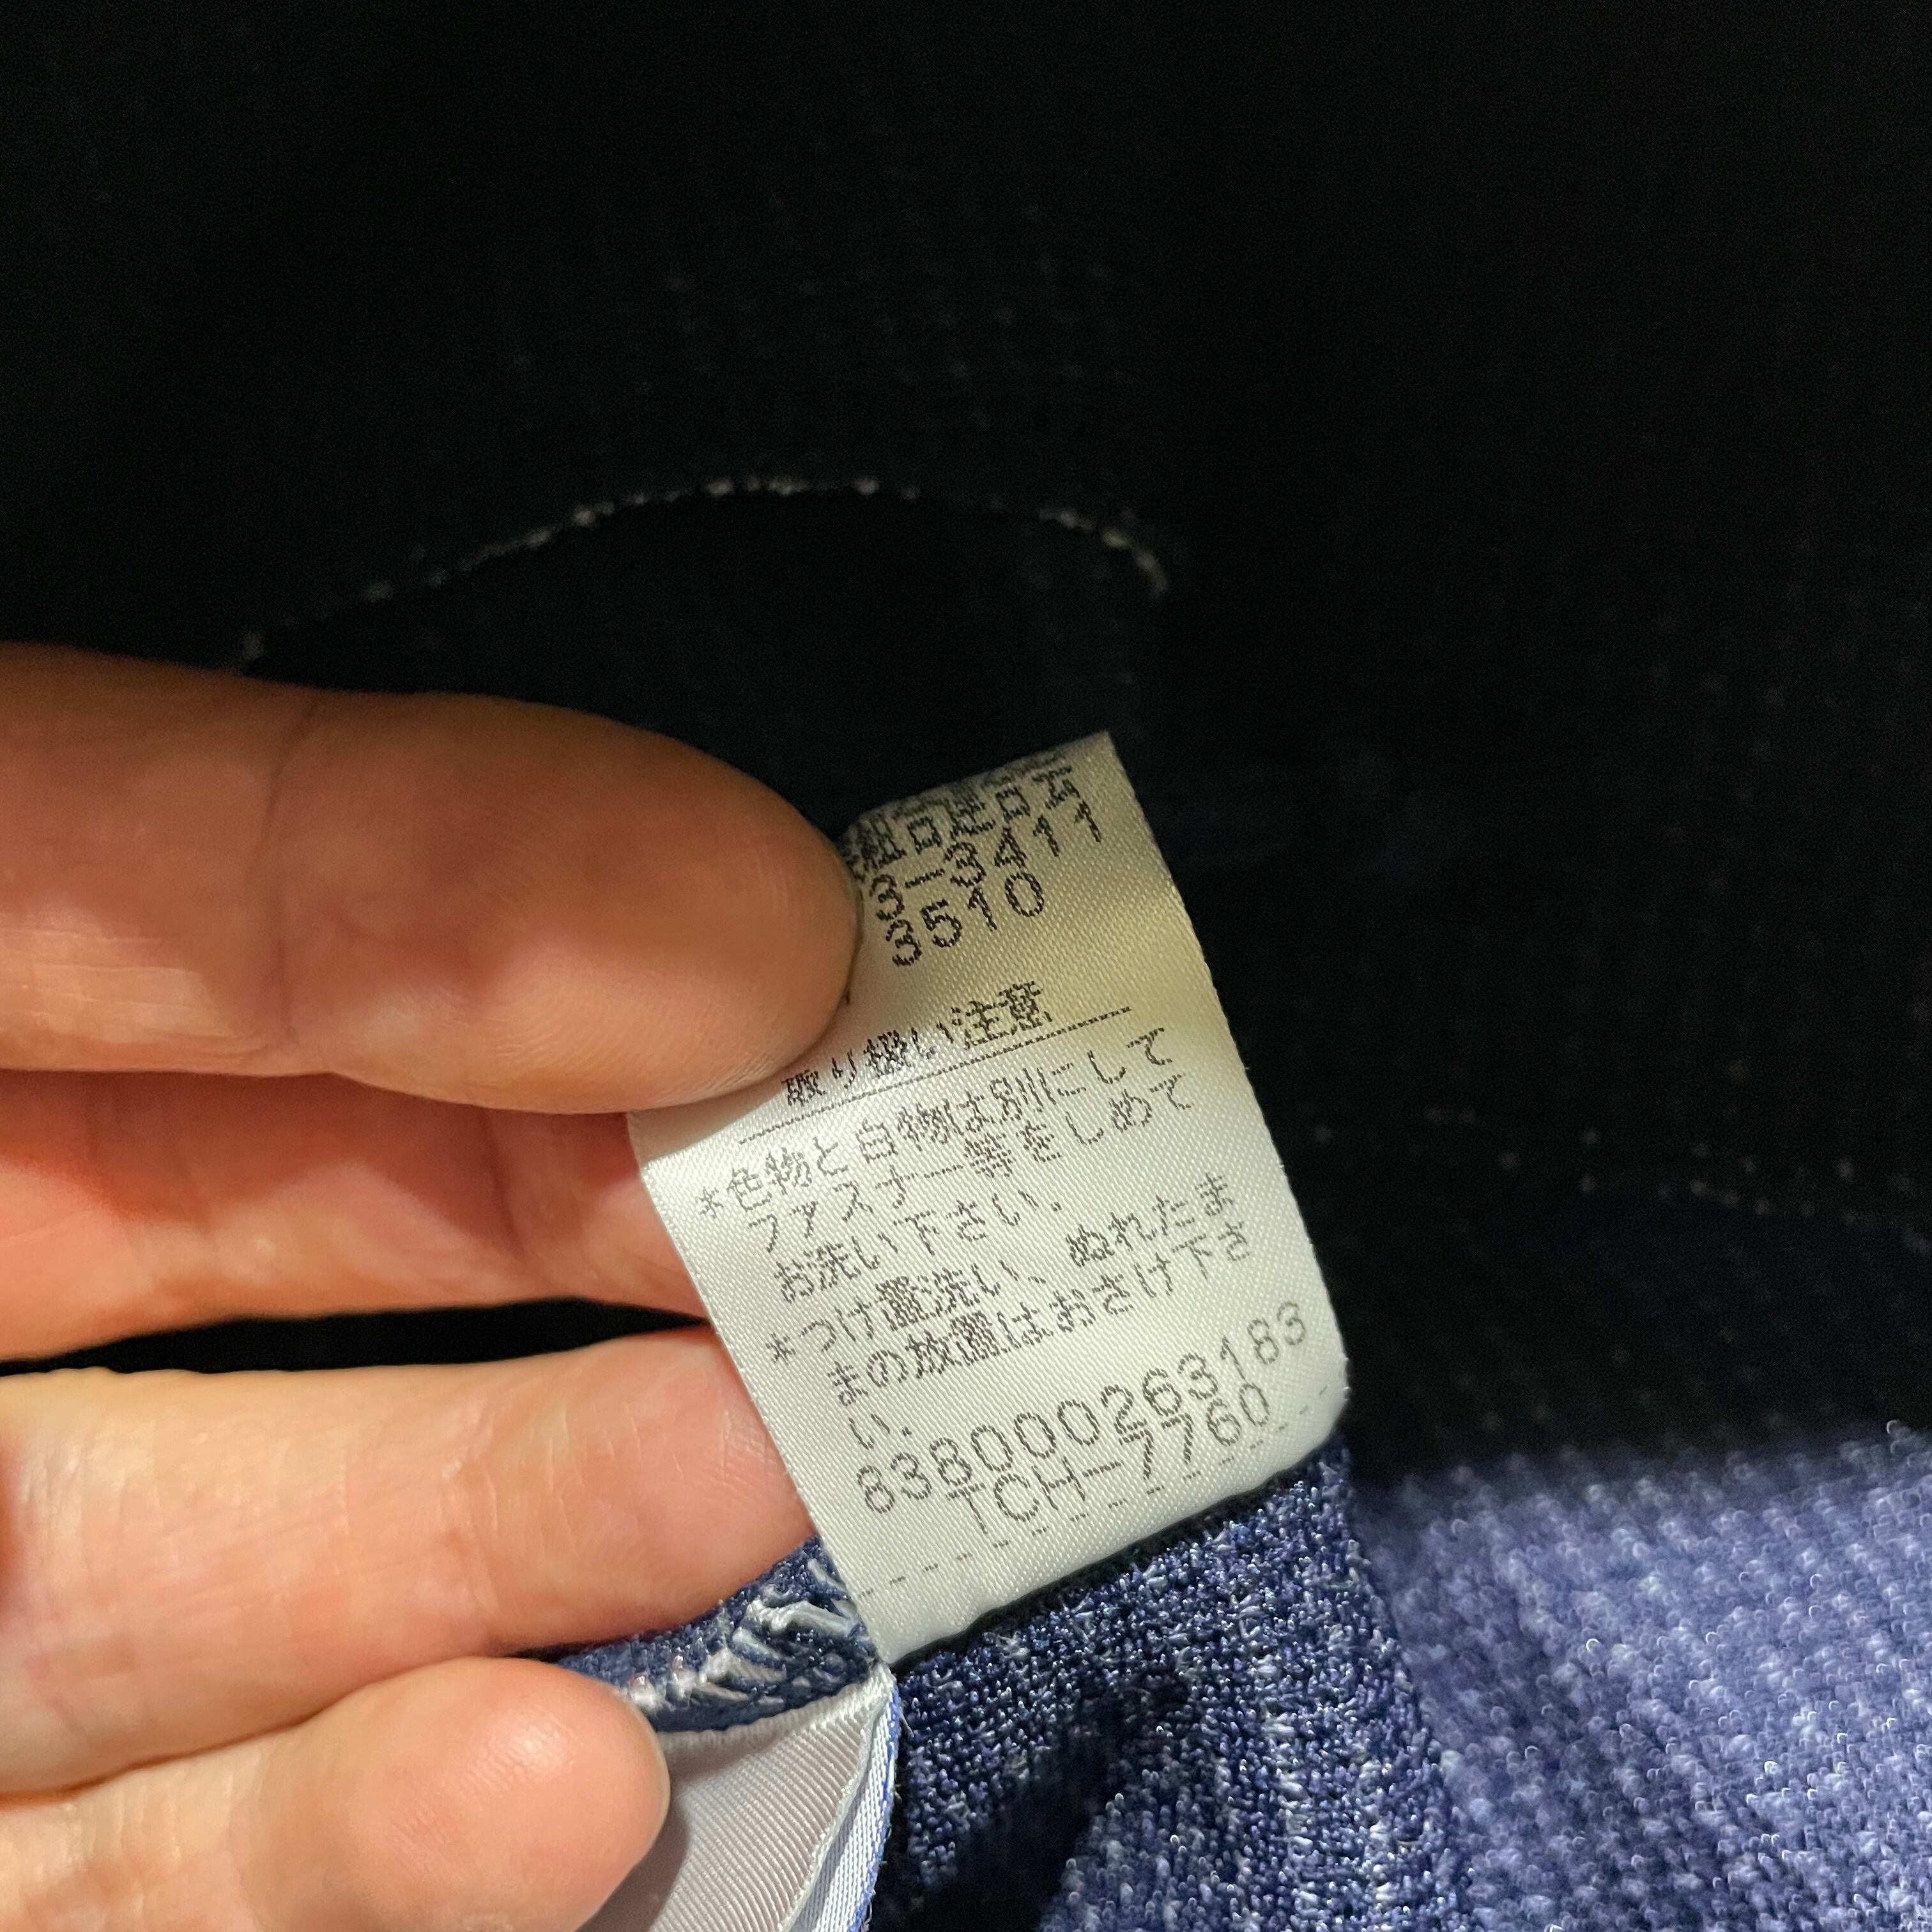 3-3411
3510
取り扱い注意
*色物と白物は別にして
ファスナー等をしめて
お洗い下さい.
*つけ置洗い、ぬれたま
まの放置はおさけ下さ
い.
838000263183
TCH-7760